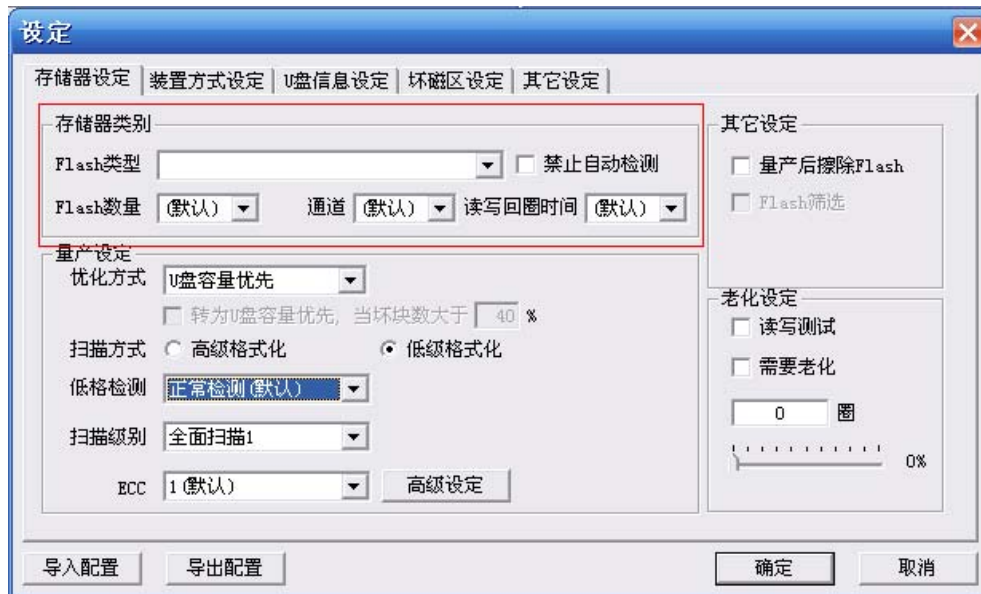 设定
存储器设定 装置方式设定 U盘信息设定 坏磁区设定 其它设定
存储器类别
Flash类型 禁止自动检测
Flash数量 (默认) 通道 (默认) 读写回圈时间 (默认)
其它设定
量产后擦除Flash
Flash筛选
量产设定
优化方式 U盘容量优先
转为U盘容量优先, 当坏块数大于 40 %
扫描方式 高级格式化 低级格式化
低格检测 正常检测(默认)
扫描级别 全面扫描1
ECC 1(默认) 高级设定
老化设定
读写测试
需要老化
0 圈
0%
导入配置 导出配置 确定 取消